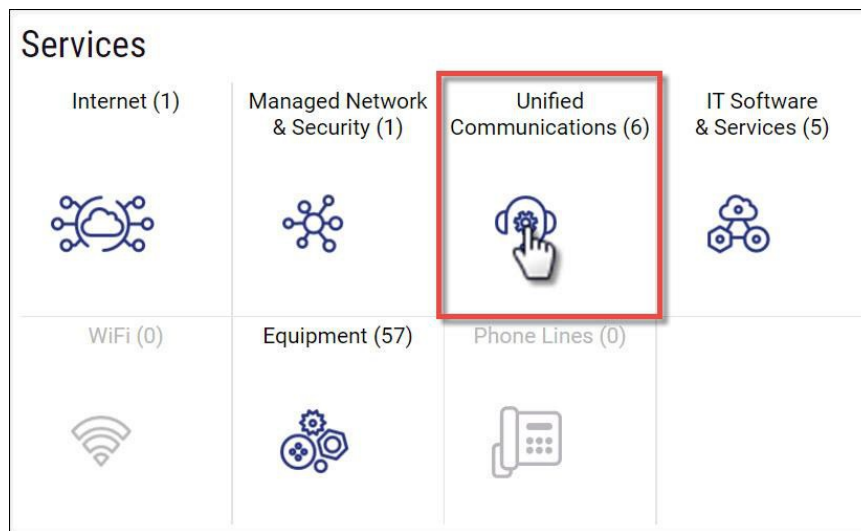 Services
Internet (1)
Managed Network
& Security (1)
Unified
Communications (6)
IT Software
& Services (5)
WiFi (0)
Equipment (57)
Phone Lines (0)